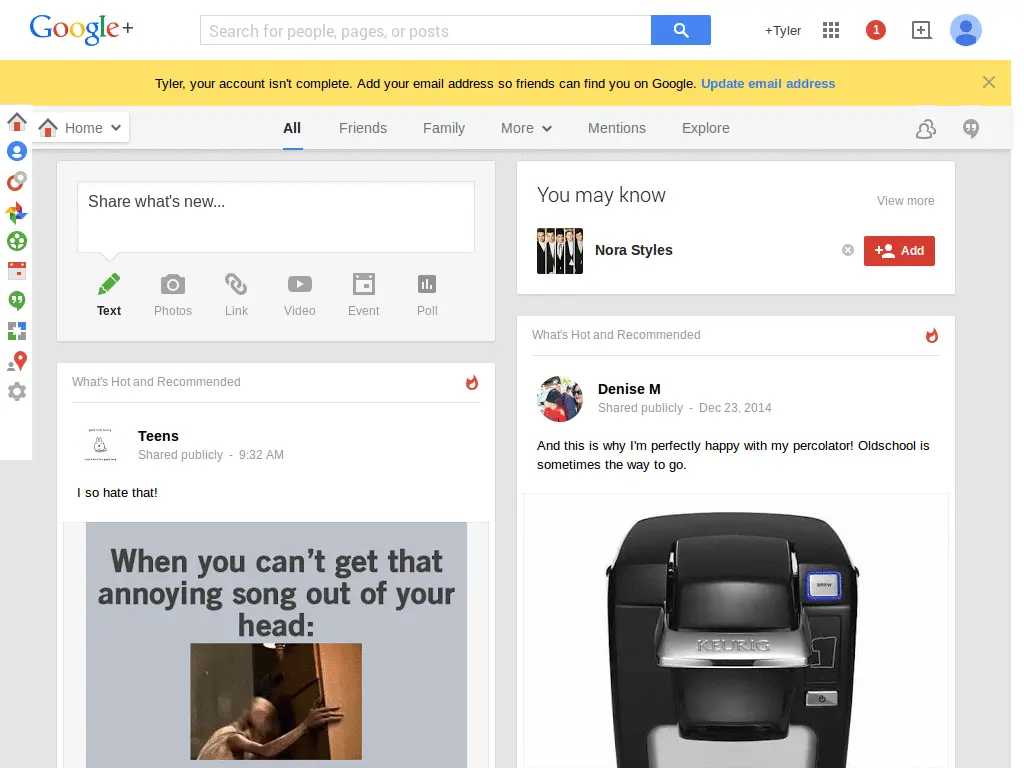 Google+
Search for people, pages, or posts
+Tyler
1
Tyler, your account isn't complete. Add your email address so friends can find you on Google. Update email address
Home
All
Friends
Family
More
Mentions
Explore
Share what's new...
Text
Photos
Link
Video
Event
Poll
You may know
View more
Nora Styles
Add
What's Hot and Recommended
Teens
Shared publicly - 9:32 AM
I so hate that!
When you can't get that
annoying song out of your
head:
What's Hot and Recommended
Denise M
Shared publicly - Dec 23, 2014
And this is why I'm perfectly happy with my percolator! Oldschool is
sometimes the way to go.
BREW
KEURIG
1